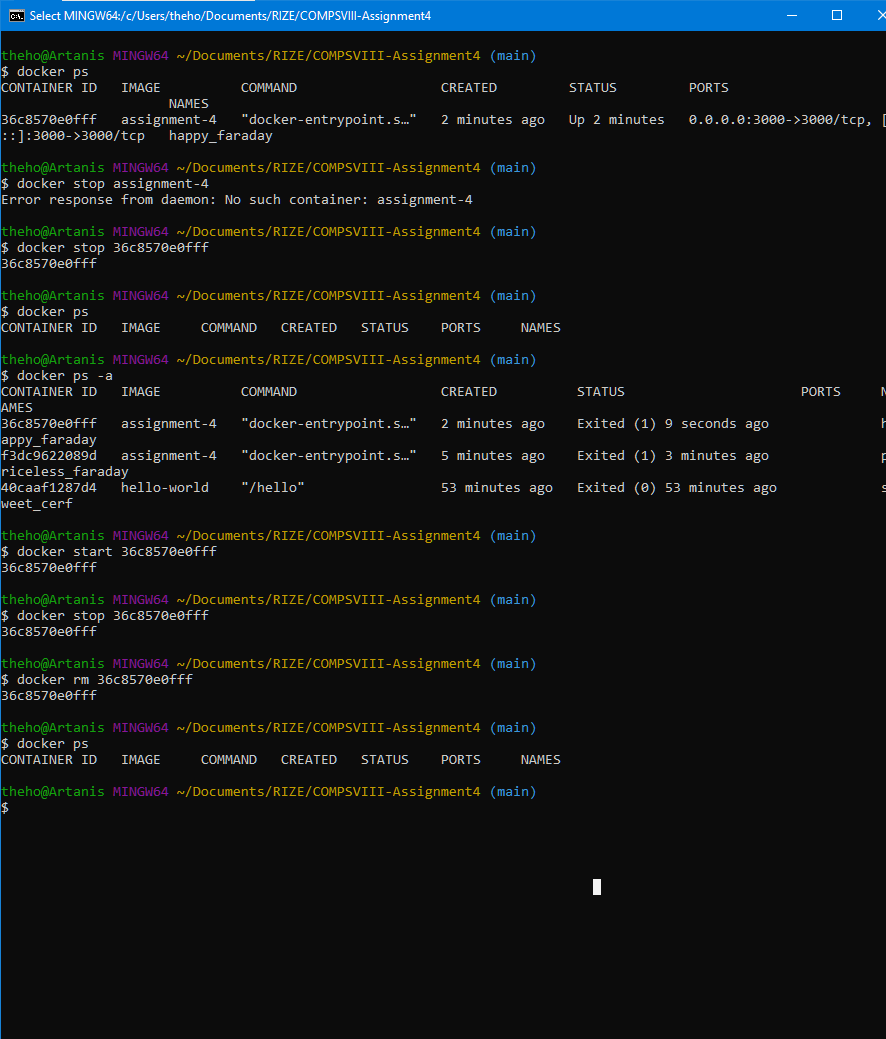 Select MINGW64:/c/Users/theho/Documents/RIZE/COMPSVIII-Assignment4
theho@Artanis MINGW64 ~/Documents/RIZE/COMPSVIII-Assignment4 (main)
$ docker ps
CONTAINER ID   IMAGE          COMMAND                  CREATED         STATUS         PORTS
                     NAMES
36c8570e0fff   assignment-4   "docker-entrypoint.s…"   2 minutes ago   Up 2 minutes   0.0.0.0:3000->3000/tcp, [
::]:3000->3000/tcp   happy_faraday
theho@Artanis MINGW64 ~/Documents/RIZE/COMPSVIII-Assignment4 (main)
$ docker stop assignment-4
Error response from daemon: No such container: assignment-4
theho@Artanis MINGW64 ~/Documents/RIZE/COMPSVIII-Assignment4 (main)
$ docker stop 36c8570e0fff
36c8570e0fff
theho@Artanis MINGW64 ~/Documents/RIZE/COMPSVIII-Assignment4 (main)
$ docker ps
CONTAINER ID   IMAGE     COMMAND   CREATED   STATUS    PORTS     NAMES
theho@Artanis MINGW64 ~/Documents/RIZE/COMPSVIII-Assignment4 (main)
$ docker ps -a
CONTAINER ID   IMAGE          COMMAND                  CREATED          STATUS                      PORTS     N
AMES
36c8570e0fff   assignment-4   "docker-entrypoint.s…"   2 minutes ago    Exited (1) 9 seconds ago              h
appy_faraday
f3dc9622089d   assignment-4   "docker-entrypoint.s…"   5 minutes ago    Exited (1) 3 minutes ago              p
riceless_faraday
40caaf1287d4   hello-world    "/hello"                 53 minutes ago   Exited (0) 53 minutes ago             s
weet_cerf
theho@Artanis MINGW64 ~/Documents/RIZE/COMPSVIII-Assignment4 (main)
$ docker start 36c8570e0fff
36c8570e0fff
theho@Artanis MINGW64 ~/Documents/RIZE/COMPSVIII-Assignment4 (main)
$ docker stop 36c8570e0fff
36c8570e0fff
theho@Artanis MINGW64 ~/Documents/RIZE/COMPSVIII-Assignment4 (main)
$ docker rm 36c8570e0fff
36c8570e0fff
theho@Artanis MINGW64 ~/Documents/RIZE/COMPSVIII-Assignment4 (main)
$ docker ps
CONTAINER ID   IMAGE     COMMAND   CREATED   STATUS    PORTS     NAMES
theho@Artanis MINGW64 ~/Documents/RIZE/COMPSVIII-Assignment4 (main)
$